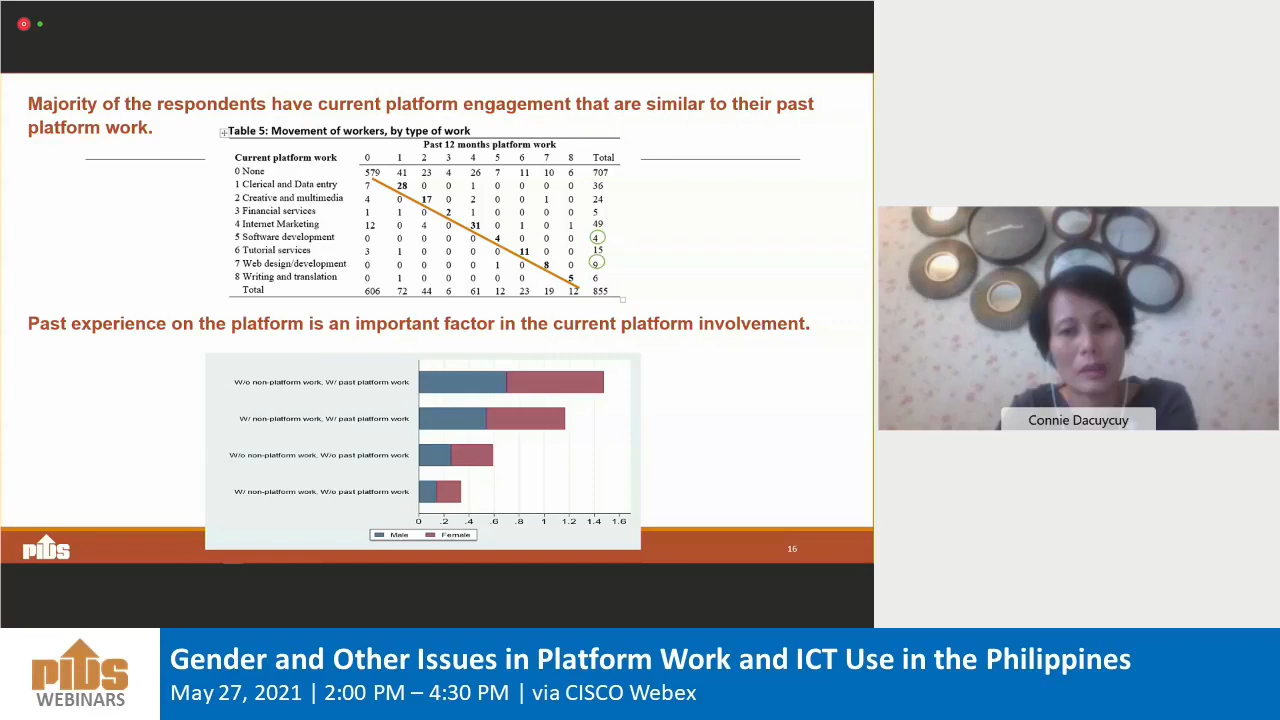 Majority of the respondents have current platform engagement that are similar to their past
platform work.
Table 5: Movement of workers, by type of work
Past 12 months platform work
Current platform work 0 1 2 3 4 5 6 7 8 Total
0 None 579 41 23 4 26 7 11 10 6 707
1 Clerical and Data entry 7 28 0 0 1 0 0 0 0 36
2 Creative and multimedia 4 0 17 0 2 0 0 1 0 24
3 Financial services 1 1 0 2 1 0 0 0 0 5
4 Internet Marketing 12 0 4 0 31 0 1 0 1 49
5 Software development 0 0 0 0 0 4 0 0 0 4
6 Tutorial services 3 1 0 0 0 0 11 0 0 15
7 Web design/development 0 0 0 0 0 1 0 8 0 9
8 Writing and translation 0 1 0 0 0 0 0 5 6
Total 606 72 44 6 61 12 23 19 12 855
Past experience on the platform is an important factor in the current platform involvement.
W/o non-platform work, W/ past platform work
W/ non-platform work, W/ past platform work
W/o non-platform work, W/o past platform work
W/ non-platform work, W/o past platform work
0 .2 .4 .6 .8 1 1.2 1.4 1.6
Male Female
PIDS
16
Connie Dacuycuy
PIDS
WEBINARS
Gender and Other Issues in Platform Work and ICT Use in the Philippines
May 27, 2021 | 2:00 PM – 4:30 PM | via CISCO Webex